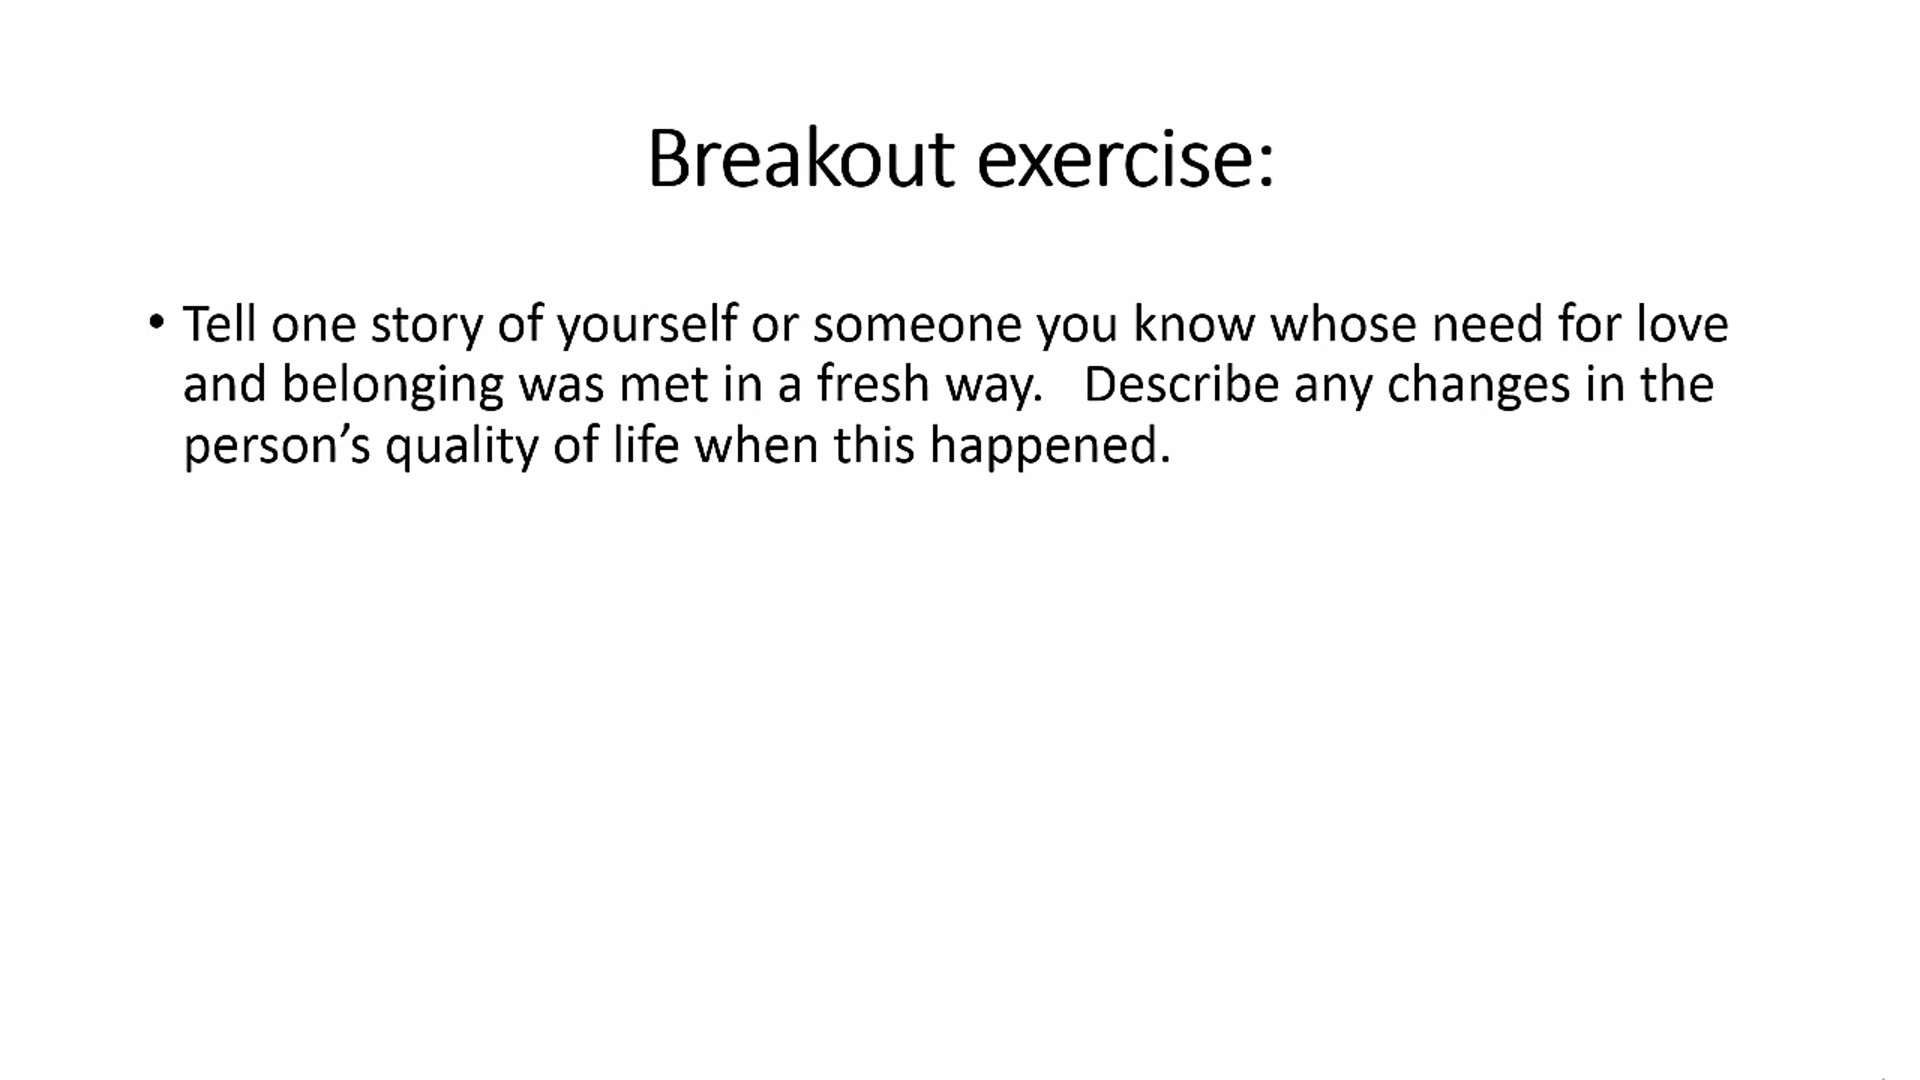 Breakout exercise:
• Tell one story of yourself or someone you know whose need for love
and belonging was met in a fresh way.   Describe any changes in the
person’s quality of life when this happened.